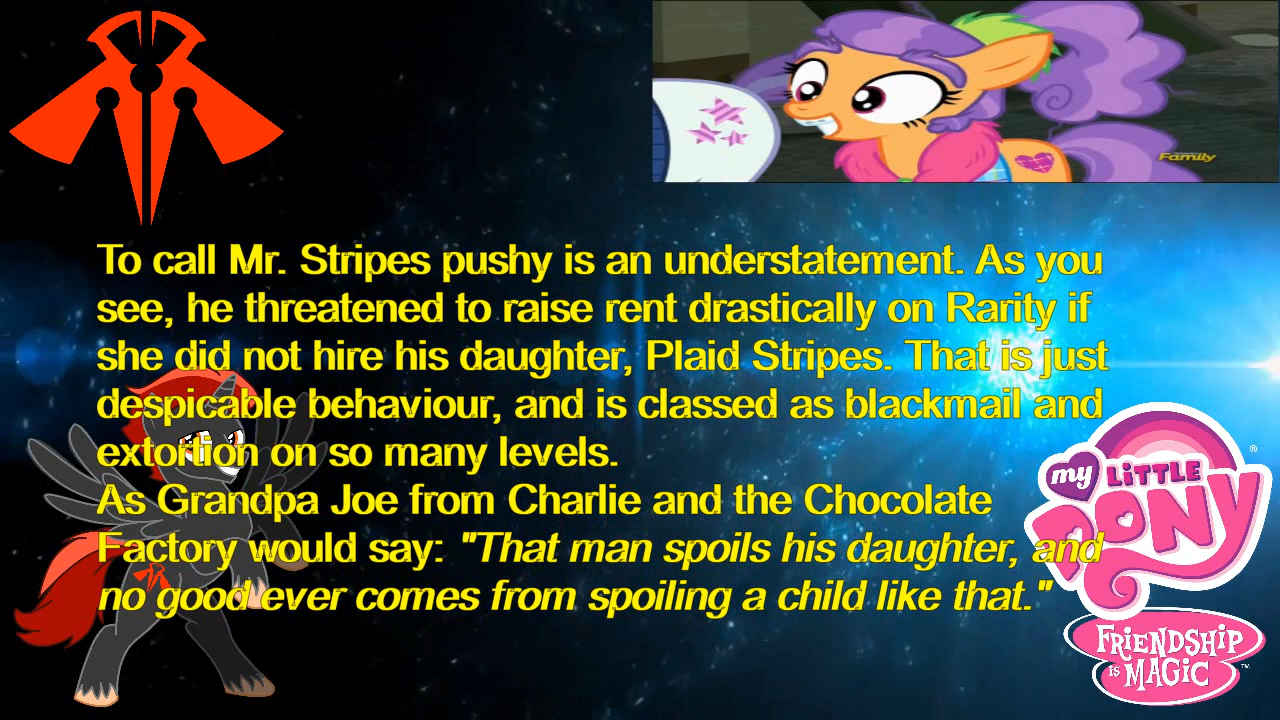 Family
To call Mr. Stripes pushy is an understatement. As you
see, he threatened to raise rent drastically on Rarity if
she did not hire his daughter, Plaid Stripes. That is just
despicable behaviour, and is classed as blackmail and
extortion on so many levels.
As Grandpa Joe from Charlie and the Chocolate
Factory would say: "That man spoils his daughter, and
no good ever comes from spoiling a child like that."
my LiTTLE ®
PONY
FRiENDSHiP
iS MAGiC ™